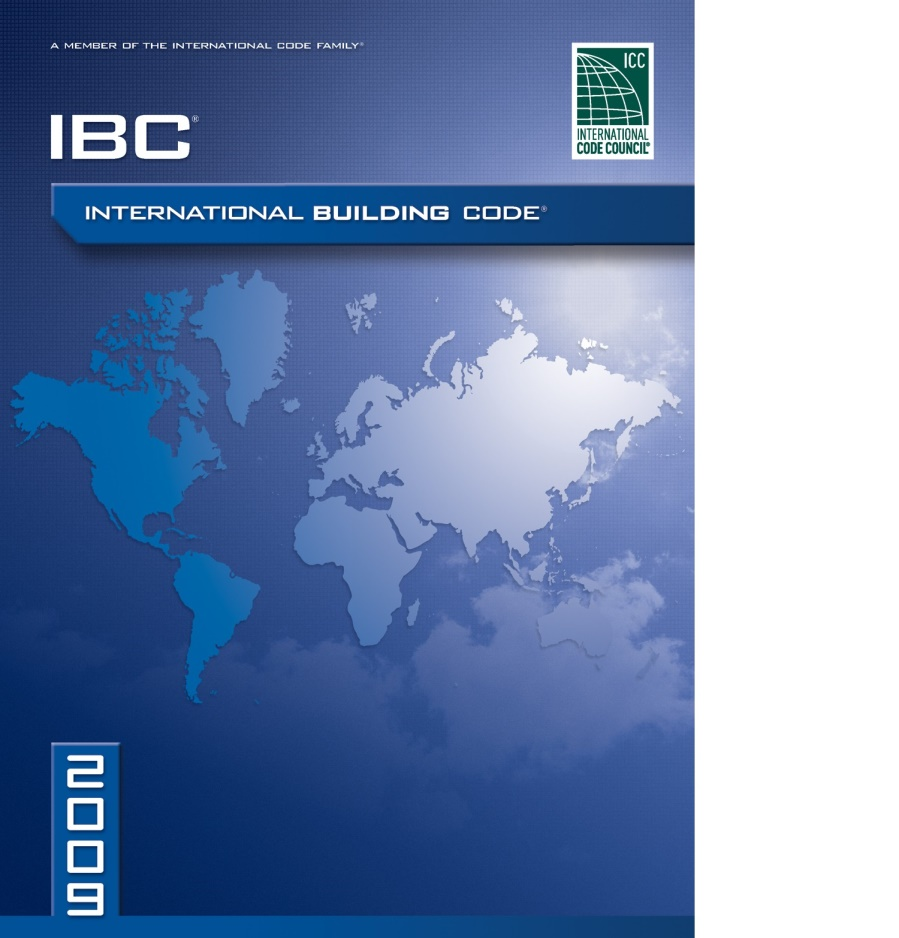 A MEMBER OF THE INTERNATIONAL CODE FAMILY®
ICC
INTERNATIONAL
CODE COUNCIL®
IBC®
INTERNATIONAL BUILDING CODE®
2009